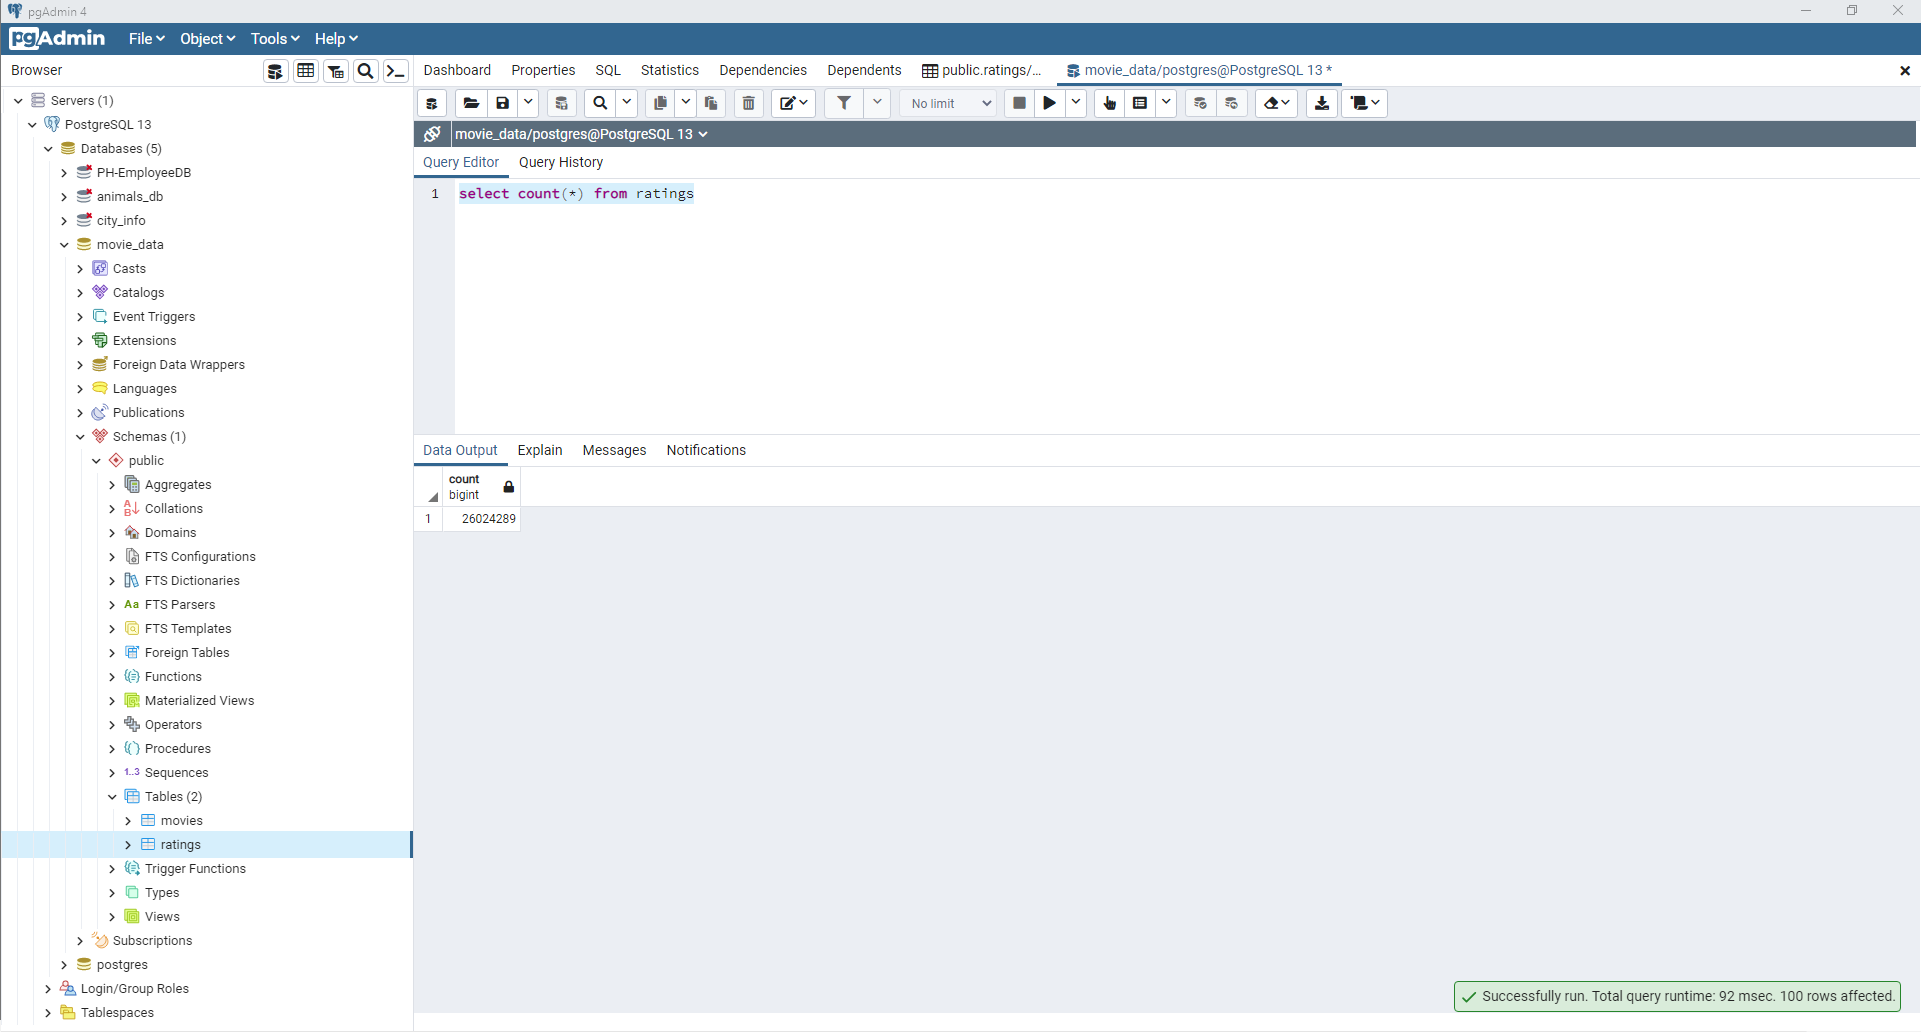 pgAdmin 4
pgAdmin File Object Tools Help
Browser
Dashboard Properties SQL Statistics Dependencies Dependents public.ratings/... movie_data/postgres@PostgreSQL 13 *
Servers (1)
PostgreSQL 13
Databases (5)
PH-EmployeeDB
animals_db
city_info
movie_data
Casts
Catalogs
Event Triggers
Extensions
Foreign Data Wrappers
Languages
Publications
Schemas (1)
public
Aggregates
Collations
Domains
FTS Configurations
FTS Dictionaries
Aa FTS Parsers
FTS Templates
Foreign Tables
Functions
Materialized Views
Operators
Procedures
1..3 Sequences
Tables (2)
movies
ratings
Trigger Functions
Types
Views
Subscriptions
postgres
Login/Group Roles
Tablespaces
No limit
movie_data/postgres@PostgreSQL 13
Query Editor Query History
1 select count(*) from ratings
Data Output Explain Messages Notifications
count
bigint
1 26024289
Successfully run. Total query runtime: 92 msec. 100 rows affected.